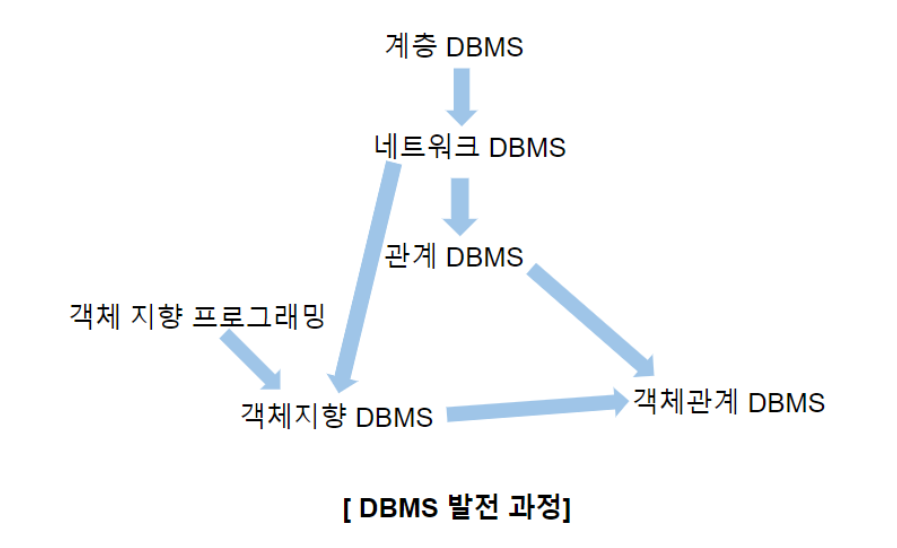 계층 DBMS
네트워크 DBMS
관계 DBMS
객체 지향 프로그래밍
객체지향 DBMS
객체관계 DBMS
[ DBMS 발전 과정]